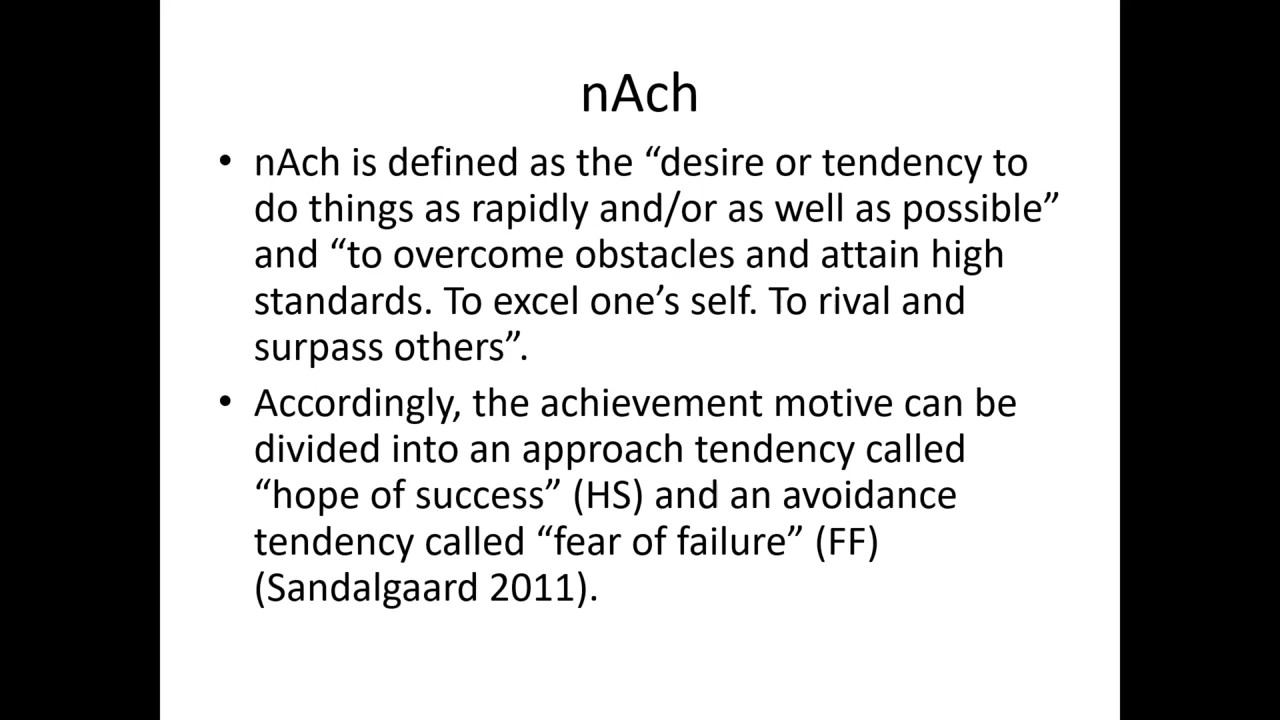 nAch
• nAch is defined as the “desire or tendency to
do things as rapidly and/or as well as possible”
and “to overcome obstacles and attain high
standards. To excel one’s self. To rival and
surpass others”.
• Accordingly, the achievement motive can be
divided into an approach tendency called
“hope of success” (HS) and an avoidance
tendency called “fear of failure” (FF)
(Sandalgaard 2011).